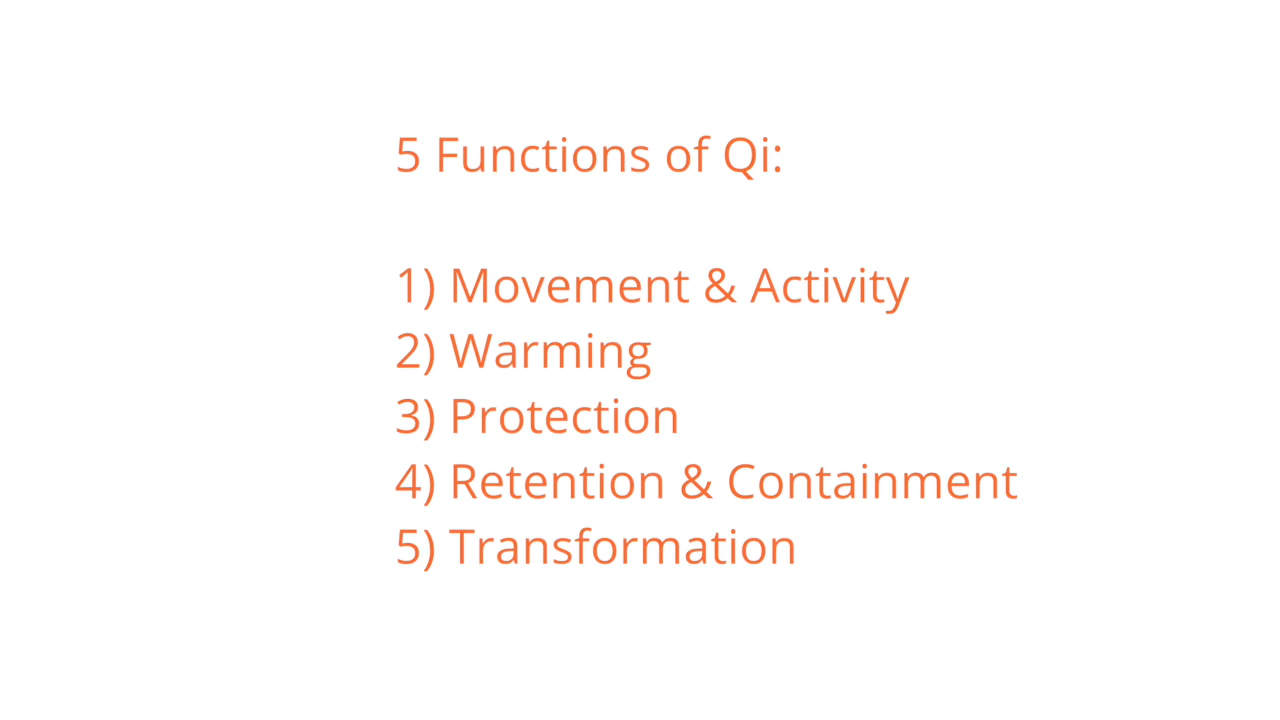 5 Functions of Qi:
1) Movement & Activity
2) Warming
3) Protection
4) Retention & Containment
5) Transformation